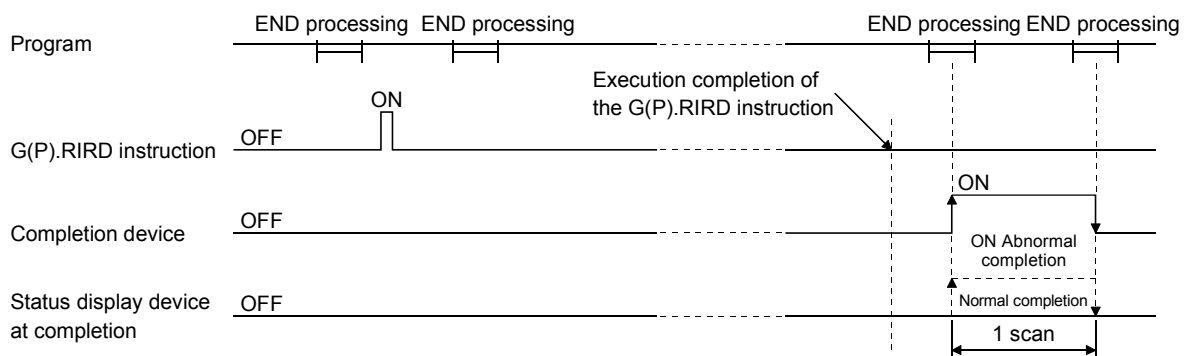 END processing END processing END processing END processing
Program
Execution completion of
the G(P).RIRD instruction
ON
OFF
G(P).RIRD instruction
ON
OFF
Completion device
ON Abnormal
completion
Status display device
at completion
OFF
Normal completion
1 scan